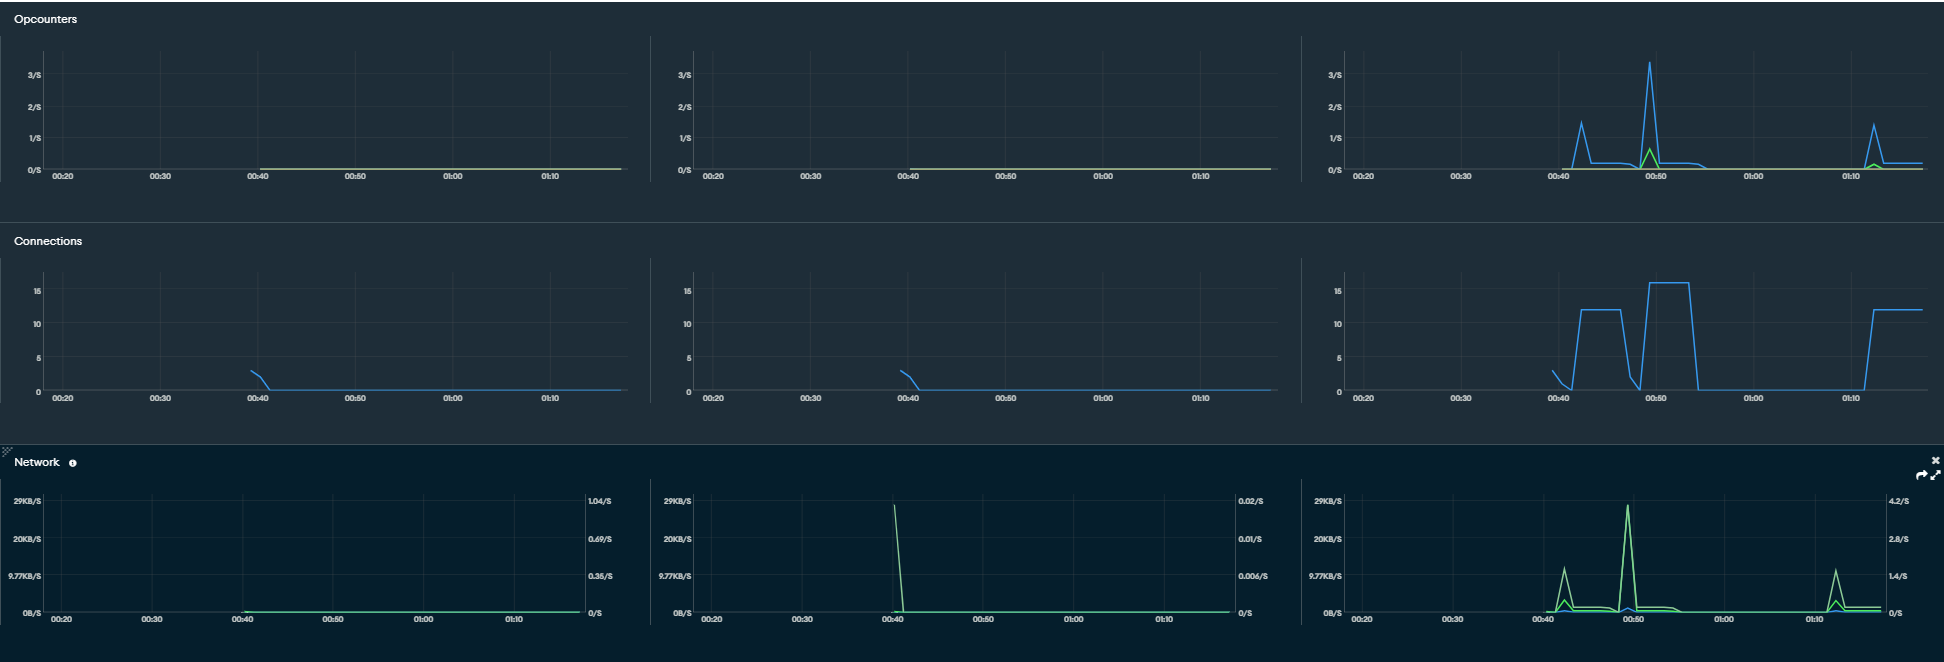 Opcounters
3/S 3/S 3/S
2/S 2/S 2/S
1/S 1/S 1/S
0/S 0/S 0/S
00:20 00:30 00:40 00:50 01:00 01:10 00:20 00:30 00:40 00:50 01:00 01:10 00:20 00:30 00:40 00:50 01:00 01:10
Connections
15 15 15
10 10 10
5 5 5
0 0 0
00:20 00:30 00:40 00:50 01:00 01:10 00:20 00:30 00:40 00:50 01:00 01:10 00:20 00:30 00:40 00:50 01:00 01:10
Network
29KB/S 1.04/S 29KB/S 0.02/S 29KB/S 4.2/S
20KB/S 0.69/S 20KB/S 0.01/S 20KB/S 2.8/S
9.77KB/S 0.35/S 9.77KB/S 0.006/S 9.77KB/S 1.4/S
0B/S 0/S 0B/S 0/S 0B/S 0/S
00:20 00:30 00:40 00:50 01:00 01:10 00:20 00:30 00:40 00:50 01:00 01:10 00:20 00:30 00:40 00:50 01:00 01:10